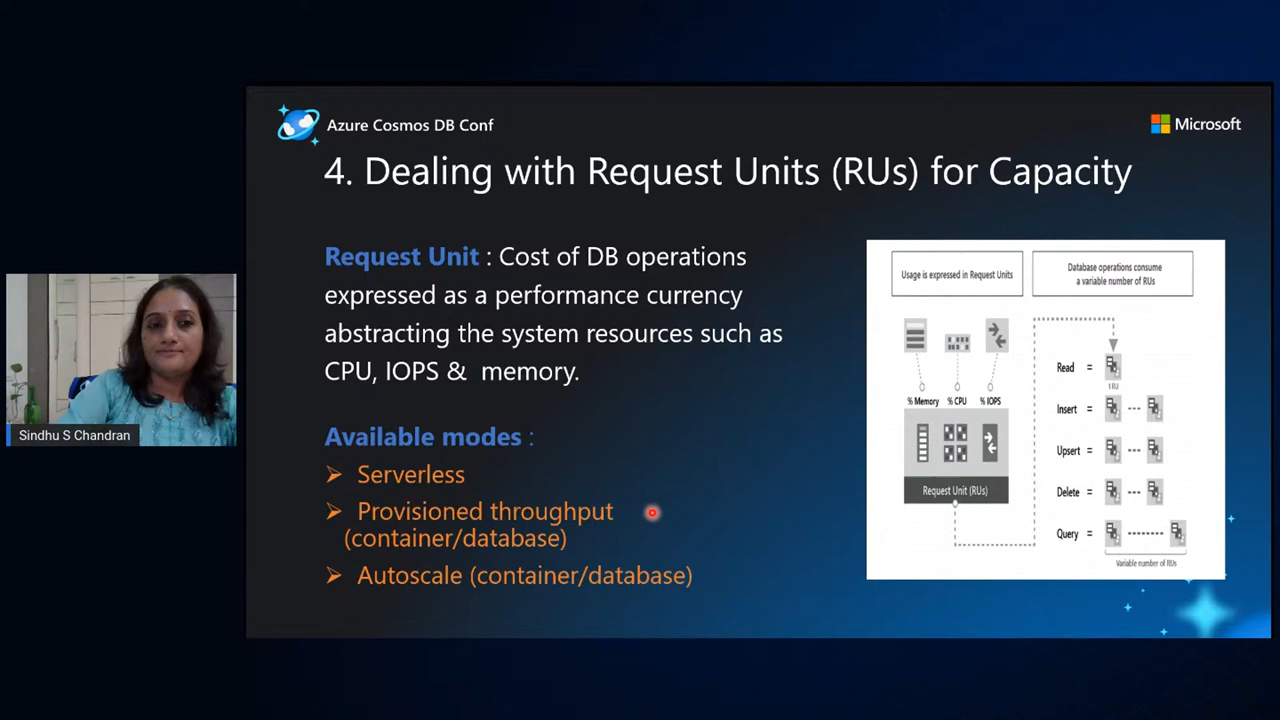 Azure Cosmos DB Conf
Microsoft
4. Dealing with Request Units (RUs) for Capacity
Request Unit : Cost of DB operations
expressed as a performance currency
abstracting the system resources such as
CPU, IOPS & memory.
Available modes :
Serverless
Provisioned throughput
(container/database)
Autoscale (container/database)
Usage is expressed in Request Units
% Memory % CPU % IOPS
Request Unit (RUs)
Database operations consume
a variable number of RUs
Read =
1 RU
Insert =
Upsert =
Delete =
Query =
Variable number of RUs
Sindhu S Chandran